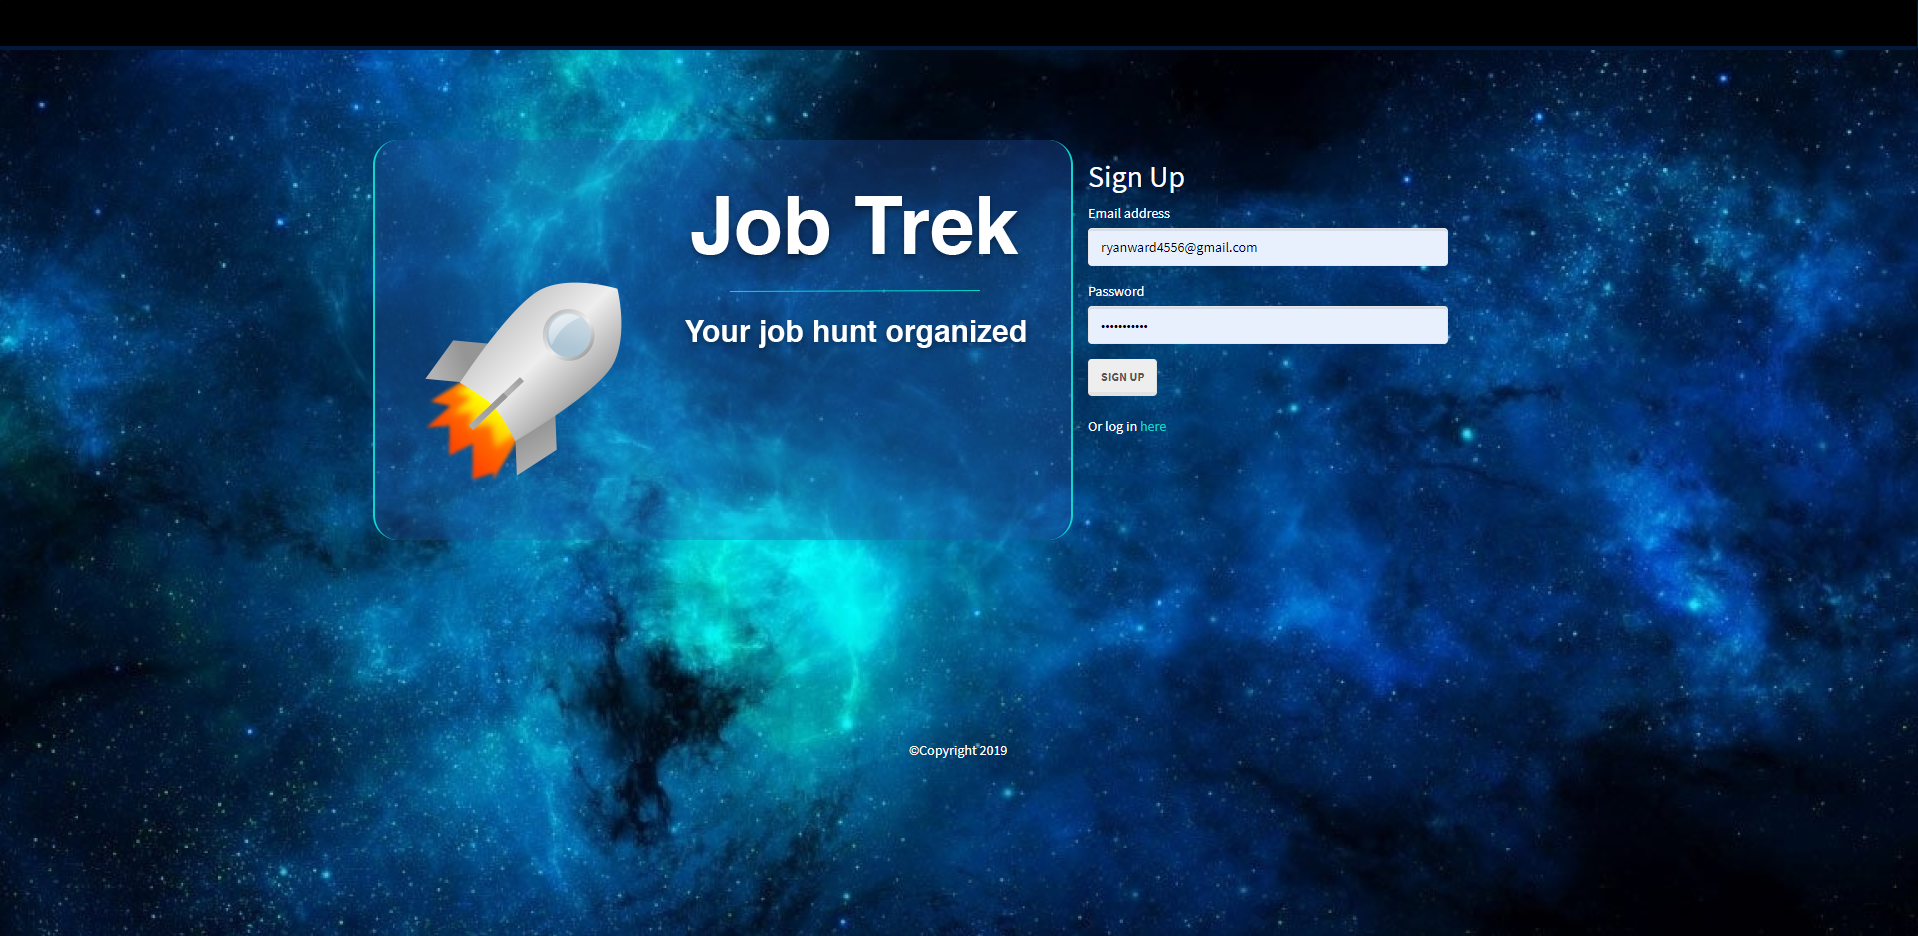 Job Trek
Your job hunt organized
Sign Up
Email address
ryanward4556@gmail.com
Password
•••••••••••
SIGN UP
Or log in here
©Copyright 2019